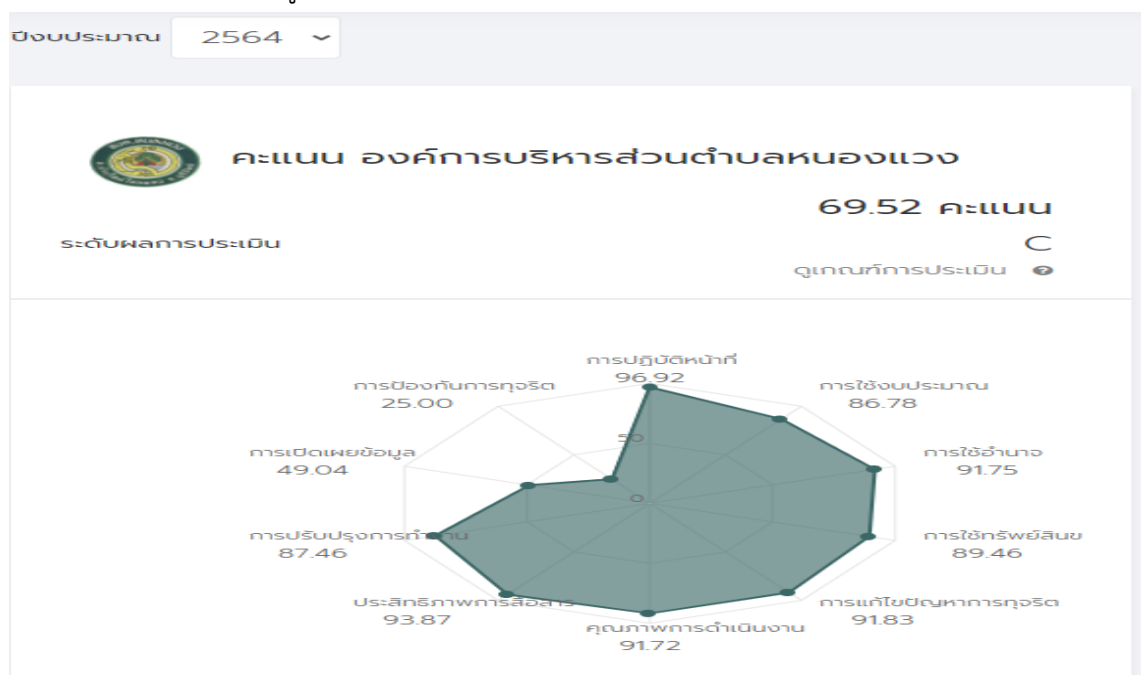 ปีงบประมาณ 2564
คะแนน องค์การบริหารส่วนตำบลหนองแวง
69.52 คะแนน
ระดับผลการประเมิน C
ดูเกณฑ์การประเมิน
การปฏิบัติหน้าที่
96.92
การป้องกันการทุจริต
25.00
การใช้งบประมาณ
86.78
50
การเปิดเผยข้อมูล
49.04
การใช้อำนาจ
91.75
0
การปรับปรุงการทำงาน
87.46
การใช้ทรัพย์สินข
89.46
ประสิทธิภาพการสื่อสาร
93.87
การแก้ไขปัญหาการทุจริต
91.83
คุณภาพการดำเนินงาน
91.72